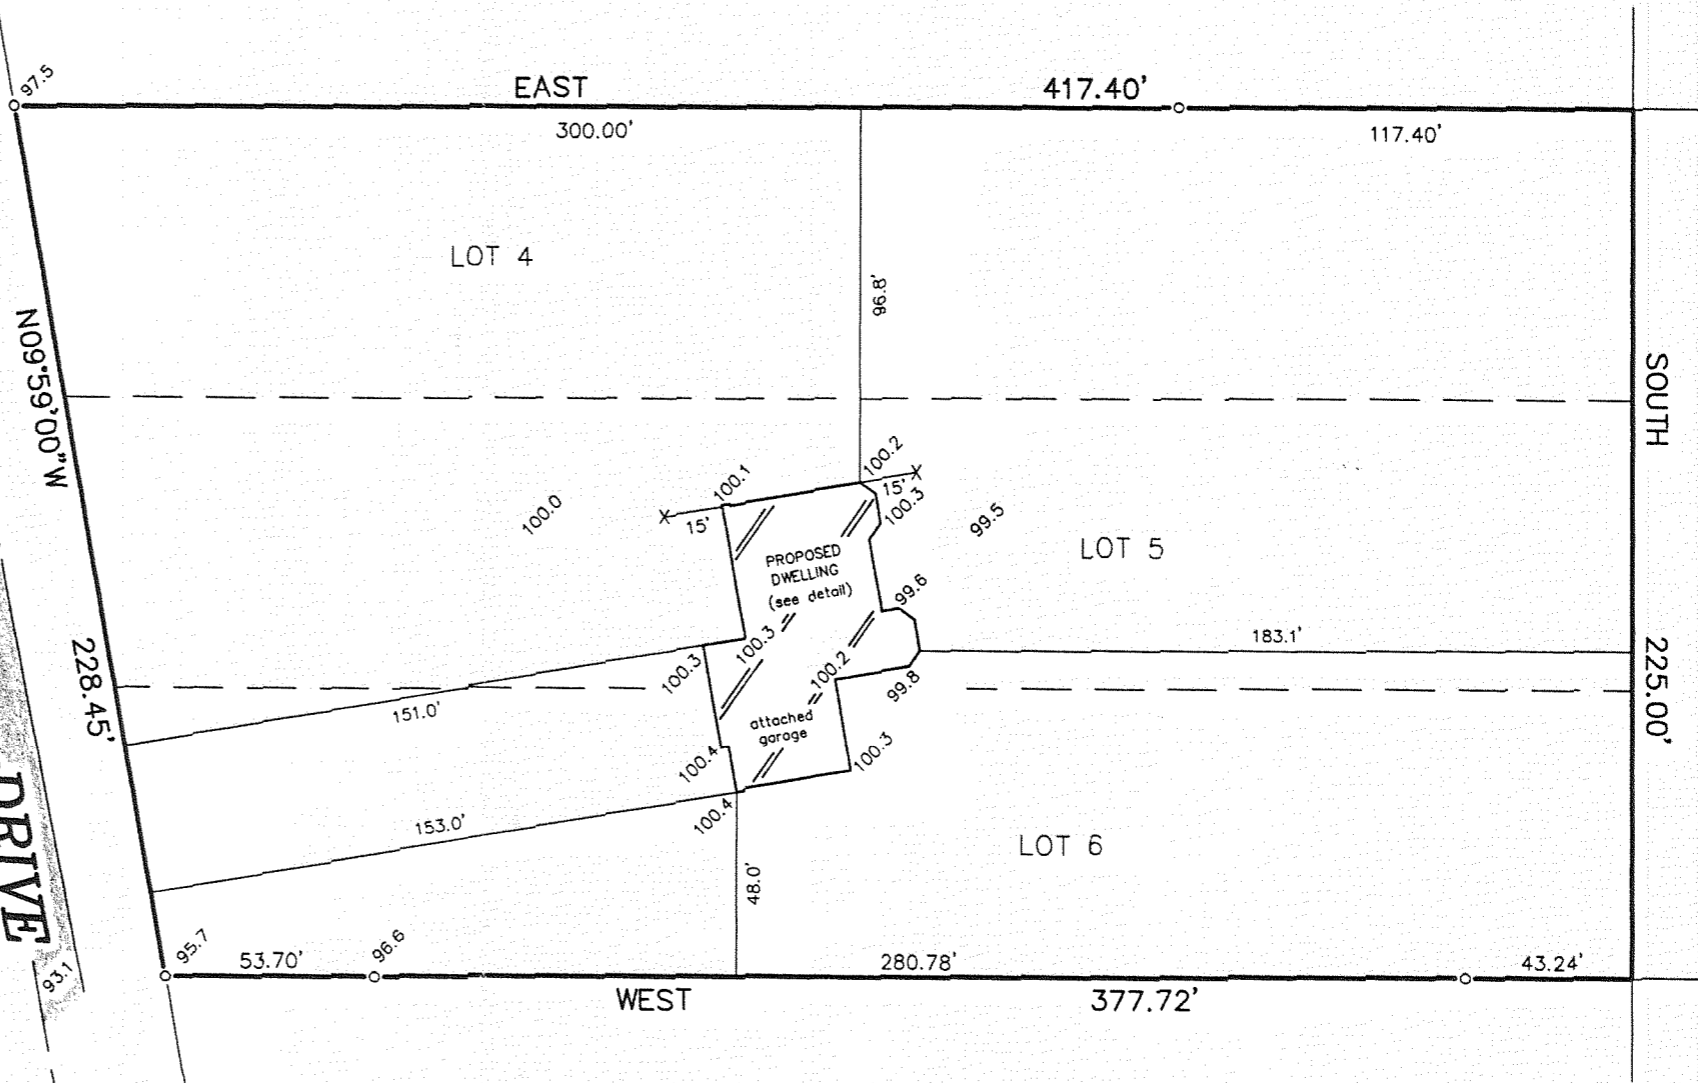 97.5
EAST
417.40'
300.00'
117.40'
LOT 4
96.8'
N09°59'00"W
SOUTH
100.2
100.1
15'
15'
100.3
100.0
99.5
PROPOSED
DWELLING
(see detail)
LOT 5
99.6
100.3
183.1'
228.45'
225.00'
100.3
100.2
99.8
151.0'
attached
garage
100.4
100.3
DRIVE
153.0'
100.4
LOT 6
48.0'
95.7
96.6
93.1
53.70'
280.78'
43.24'
WEST
377.72'